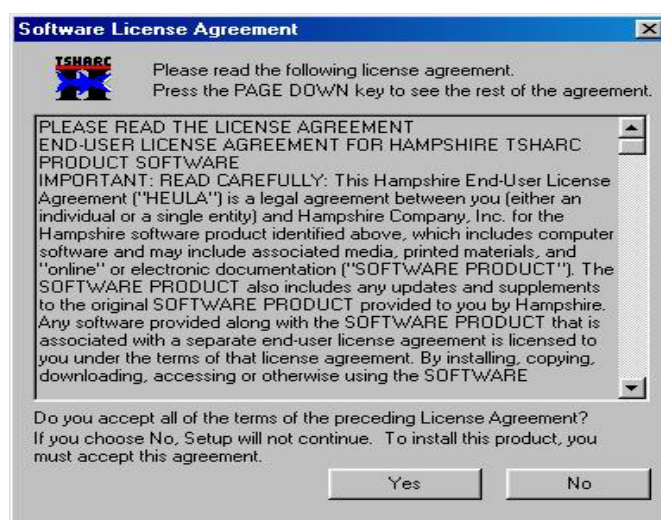 Software License Agreement
TSHARC
Please read the following license agreement.
Press the PAGE DOWN key to see the rest of the agreement.
PLEASE READ THE LICENSE AGREEMENT
END-USER LICENSE AGREEMENT FOR HAMPSHIRE TSHARC
PRODUCT SOFTWARE
IMPORTANT: READ CAREFULLY: This Hampshire End-User License
Agreement ("HEULA") is a legal agreement between you (either an
individual or a single entity) and Hampshire Company, Inc. for the
Hampshire software product identified above, which includes computer
software and may include associated media, printed materials, and
"online" or electronic documentation ("SOFTWARE PRODUCT"). The
SOFTWARE PRODUCT also includes any updates and supplements
to the original SOFTWARE PRODUCT provided to you by Hampshire.
Any software provided along with the SOFTWARE PRODUCT that is
associated with a separate end-user license agreement is licensed to
you under the terms of that license agreement. By installing, copying,
downloading, accessing or otherwise using the SOFTWARE
Do you accept all of the terms of the preceding License Agreement?
If you choose No, Setup will not continue. To install this product, you
must accept this agreement.
Yes No